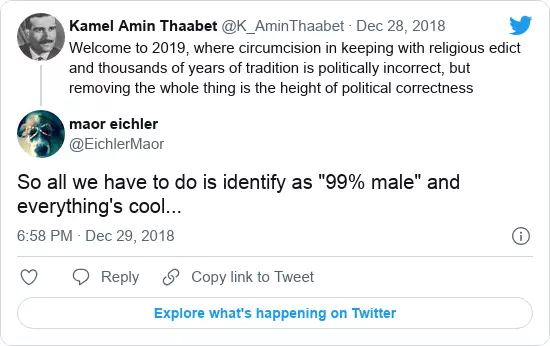 Kamel Amin Thaabet @K_AminThaabet · Dec 28, 2018
Welcome to 2019, where circumcision in keeping with religious edict
and thousands of years of tradition is politically incorrect, but
removing the whole thing is the height of political correctness
maor eichler
@EichlerMaor
So all we have to do is identify as "99% male" and
everything's cool...
6:58 PM · Dec 29, 2018
Reply Copy link to Tweet
Explore what's happening on Twitter